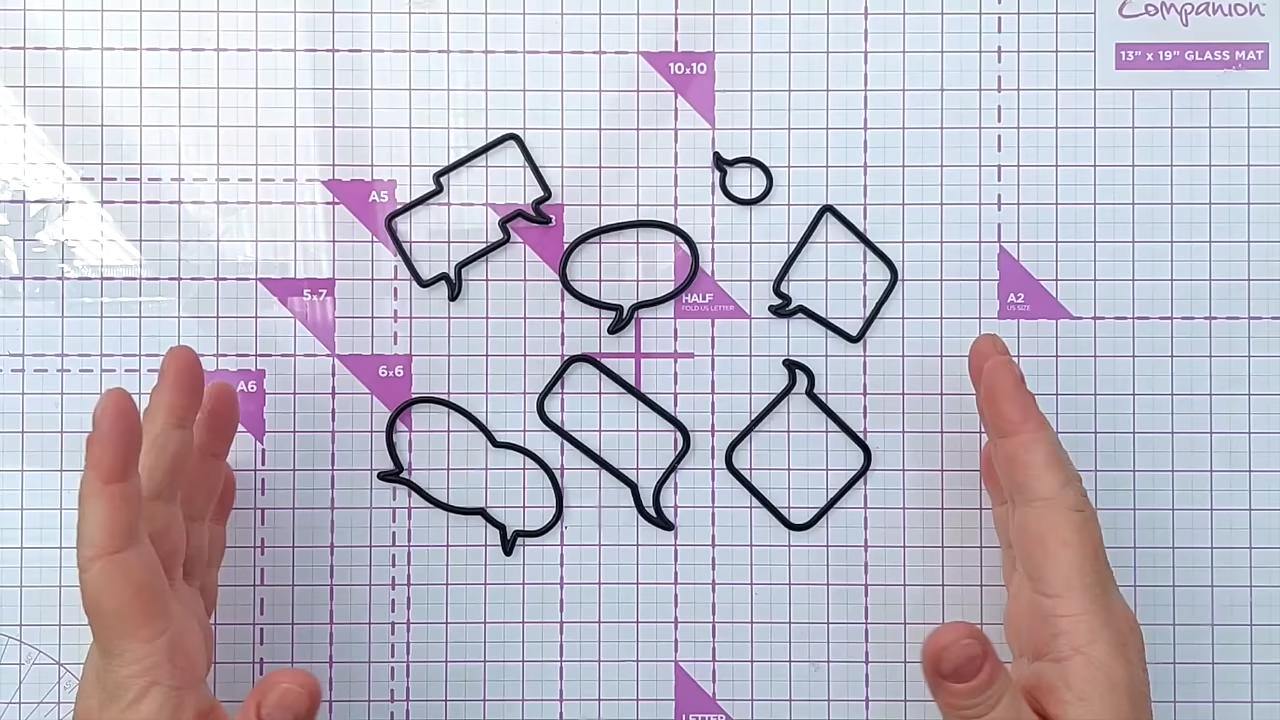 Companion
13" x 19" GLASS MAT
10x10
A5
HALF
FOLD US LETTER
A2
US SIZE
5x7
6x6
A6
LETTER